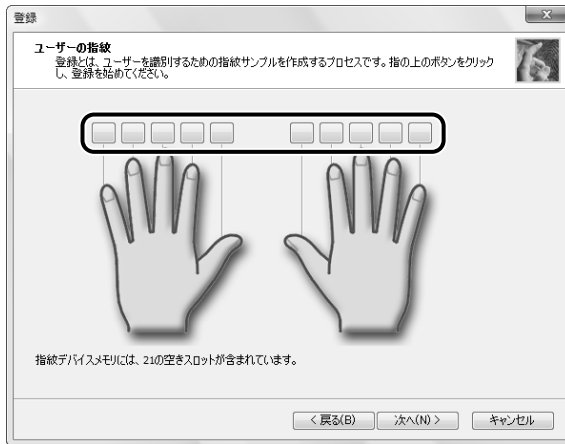 登録
ユーザーの指紋
登録とは、ユーザーを識別するための指紋サンプルを作成するプロセスです。指の上のボタンをクリック
し、登録を始めてください。
指紋デバイスメモリには、21の空きスロットが含まれています。
< 戻る(B)
次へ(N) >
キャンセル